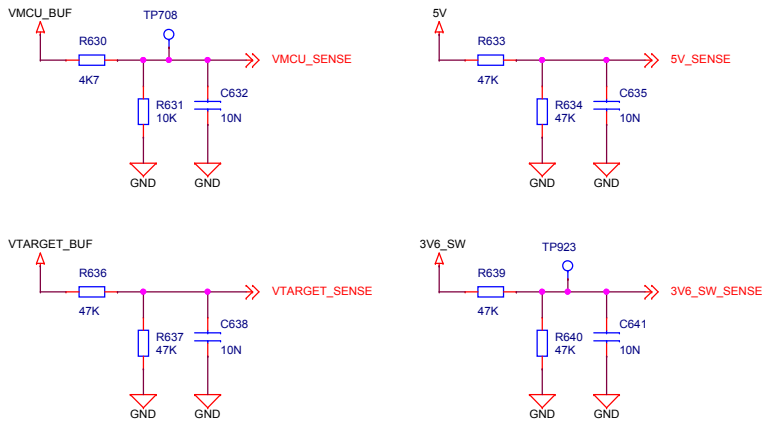 VMCU_BUF
TP708
R630
VMCU_SENSE
4K7
R631
10K
C632
10N
GND
GND
5V
R633
5V_SENSE
47K
R634
47K
C635
10N
GND
GND
VTARGET_BUF
R636
VTARGET_SENSE
47K
R637
47K
C638
10N
GND
GND
3V6_SW
TP923
R639
3V6_SW_SENSE
47K
R640
47K
C641
10N
GND
GND